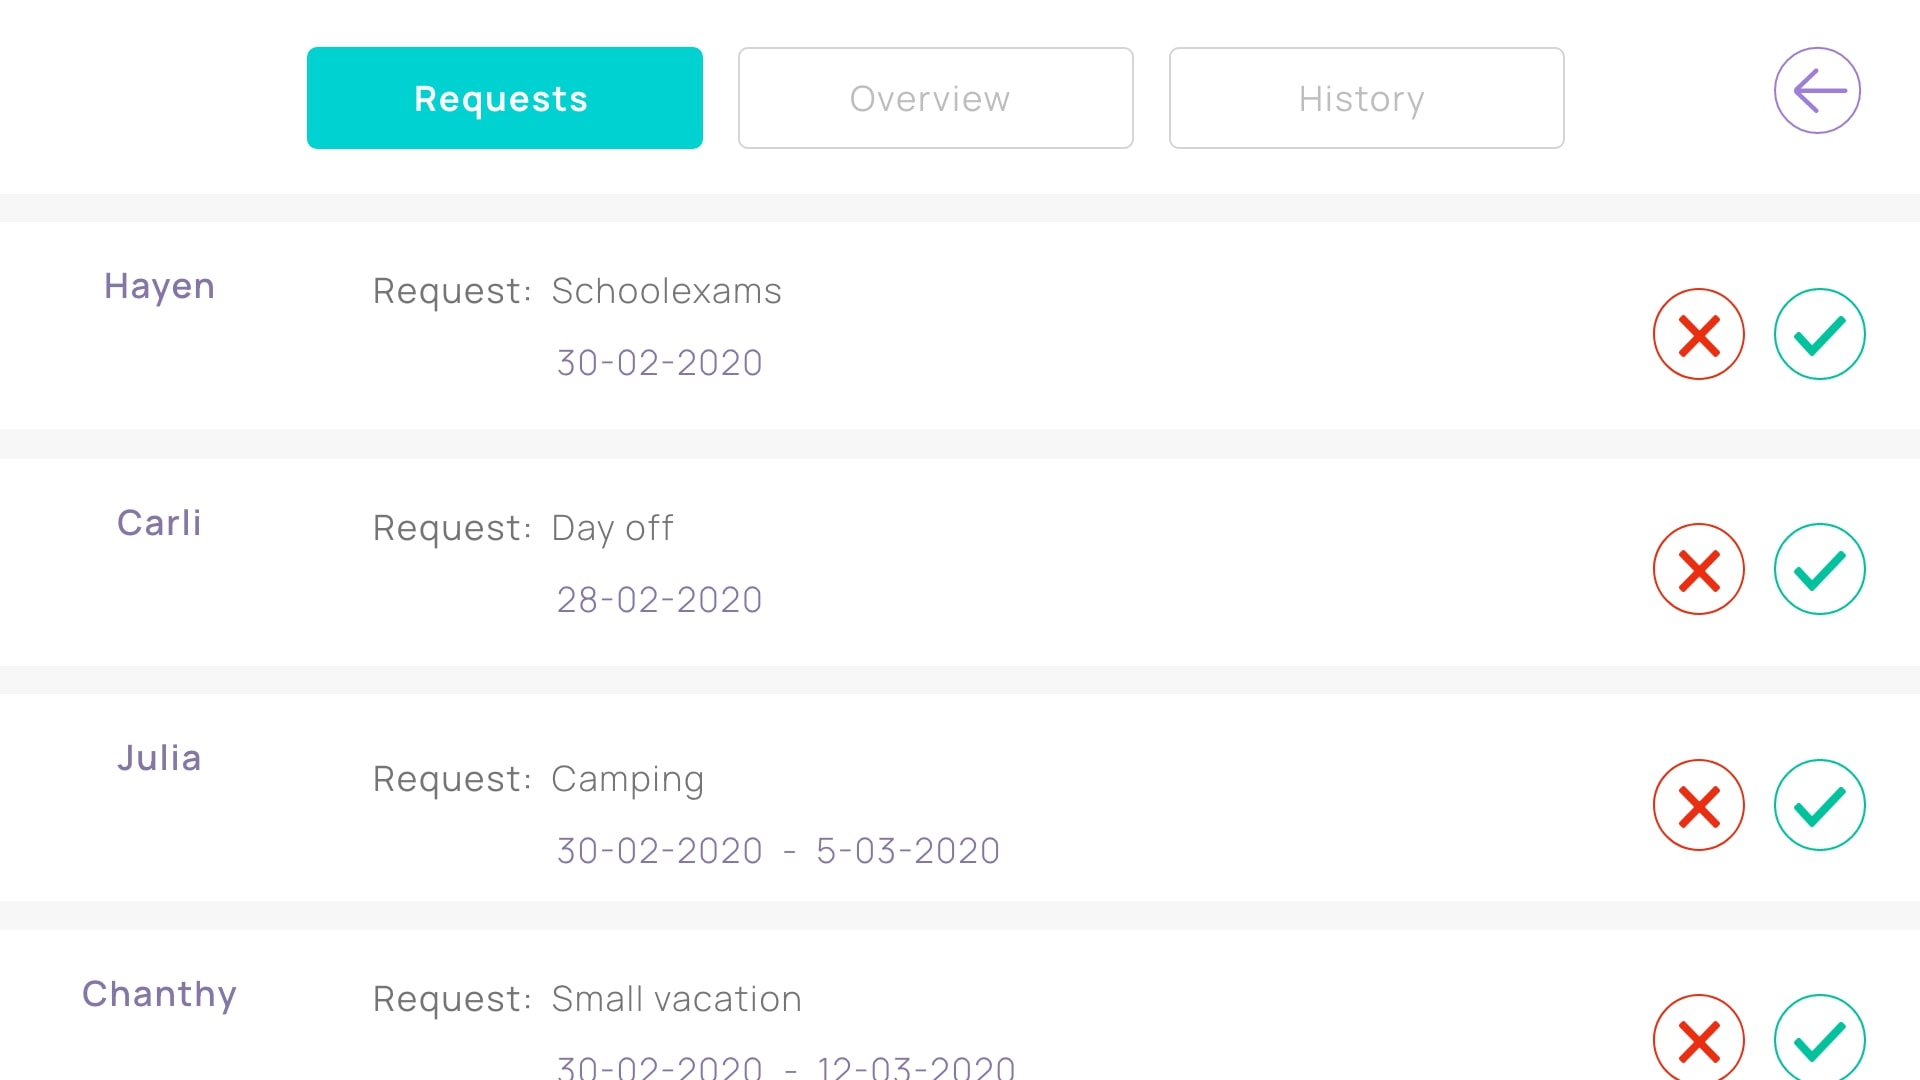 Requests Overview History
Hayen Request: Schoolexams
30-02-2020
Carli Request: Day off
28-02-2020
Julia Request: Camping
30-02-2020 - 5-03-2020
Chanthy Request: Small vacation
30-02-2020 - 12-03-2020